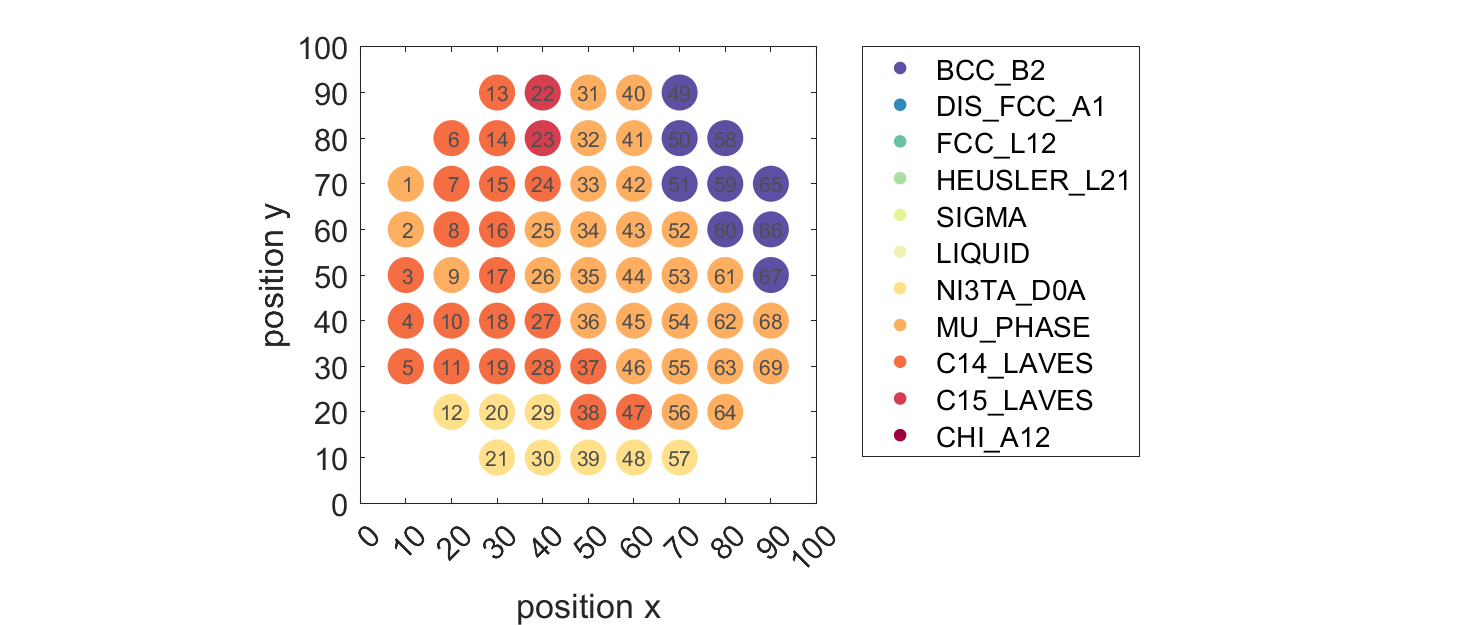 100
90
80
70
60
50
40
30
20
10
0
position y
13 22 31 40 49
6 14 23 32 41 50 58
1 7 15 24 33 42 51 59 65
2 8 16 25 34 43 52 60 66
3 9 17 26 35 44 53 61 67
4 10 18 27 36 45 54 62 68
5 11 19 28 37 46 55 63 69
12 20 29 38 47 56 64
21 30 39 48 57
0 10 20 30 40 50 60 70 80 90 100
position x
BCC_B2
DIS_FCC_A1
FCC_L12
HEUSLER_L21
SIGMA
LIQUID
NI3TA_D0A
MU_PHASE
C14_LAVES
C15_LAVES
CHI_A12